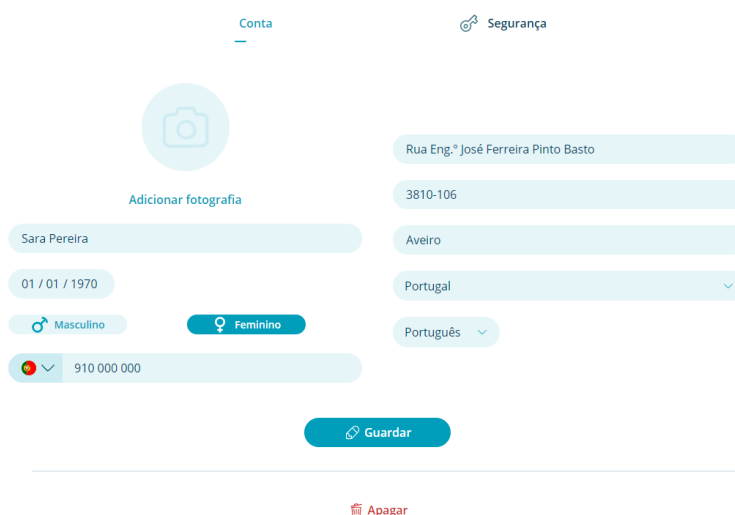 Conta
Segurança
Adicionar fotografia
Sara Pereira
01 / 01 / 1970
Masculino
Feminino
910 000 000
Rua Eng.º José Ferreira Pinto Basto
3810-106
Aveiro
Portugal
Português
Guardar
Apagar